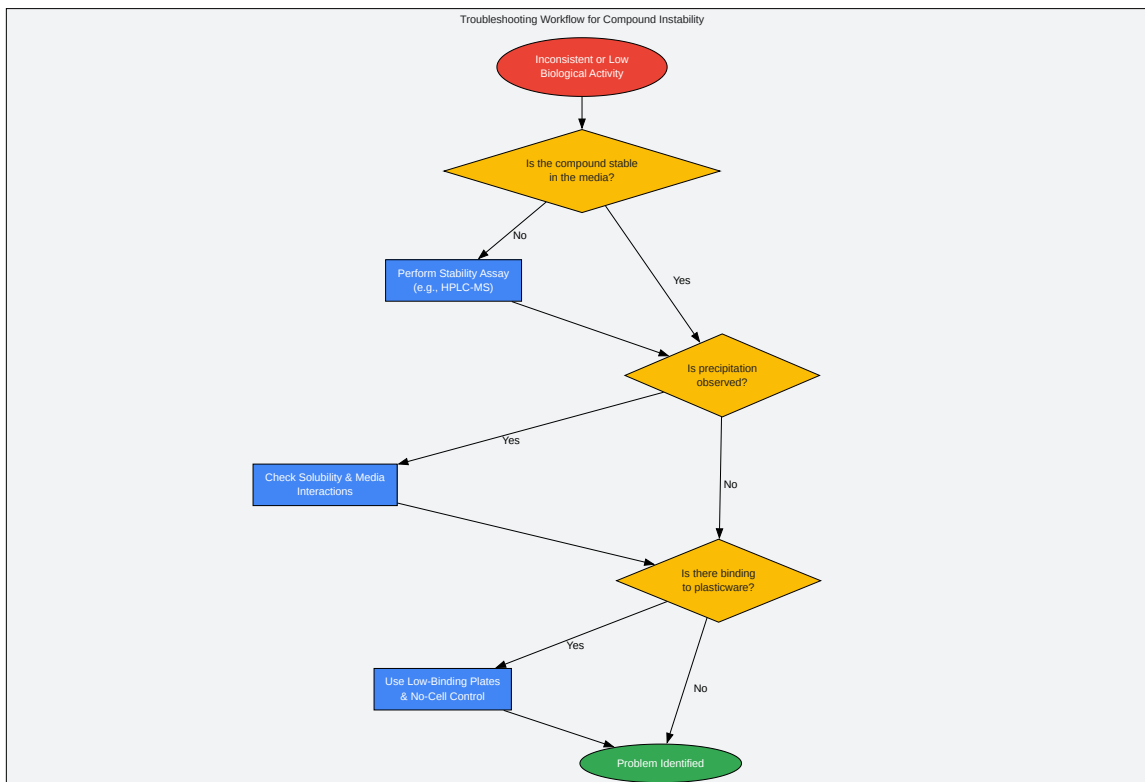 Troubleshooting Workflow for Compound Instability
Inconsistent or Low
Biological Activity
Is the compound stable
in the media?
No
Perform Stability Assay
(e.g., HPLC-MS)
Yes
Is precipitation
observed?
Yes
Check Solubility & Media
Interactions
No
Is there binding
to plasticware?
Yes
Use Low-Binding Plates
& No-Cell Control
No
Problem Identified